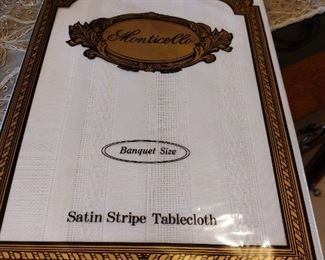 Monticello
Banquet Size
Satin Stripe Tablecloth